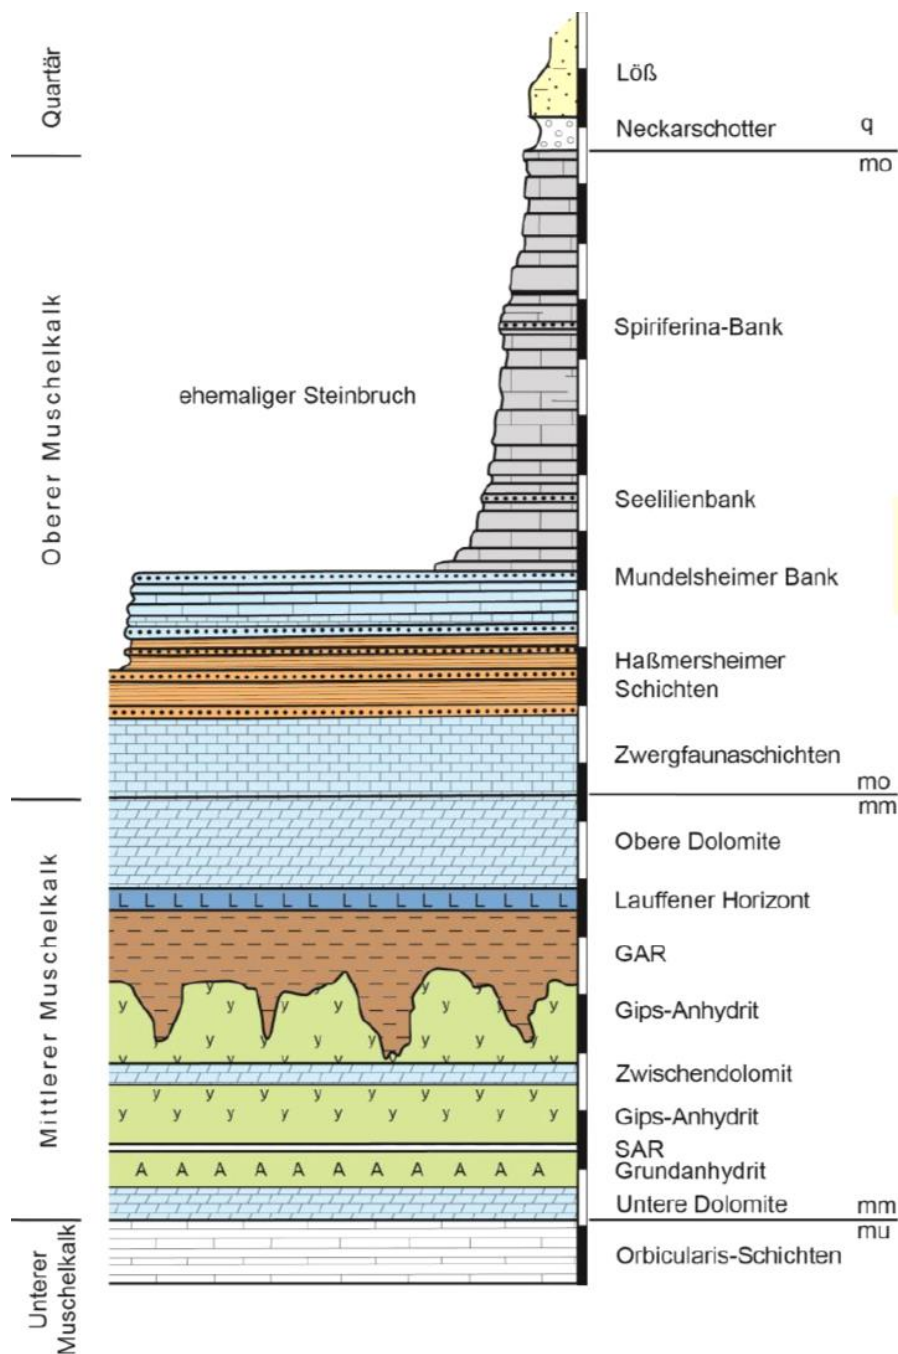 Quartär
Löß
Neckarschotter
q
mo
Oberer Muschelkalk
Spiriferina-Bank
ehemaliger Steinbruch
Seelilienbank
Mundelsheimer Bank
Haßmersheimer
Schichten
Zwergfaunaschichten
mo
mm
Mittlerer Muschelkalk
Obere Dolomite
L L L L L L L L L L L L L
Lauffener Horizont
GAR
Gips-Anhydrit
Zwischendolomit
Gips-Anhydrit
SAR
A A A A A A A A A A A A
Grundanhydrit
Untere Dolomite
mm
mu
Unterer
Muschelkalk
Orbicularis-Schichten